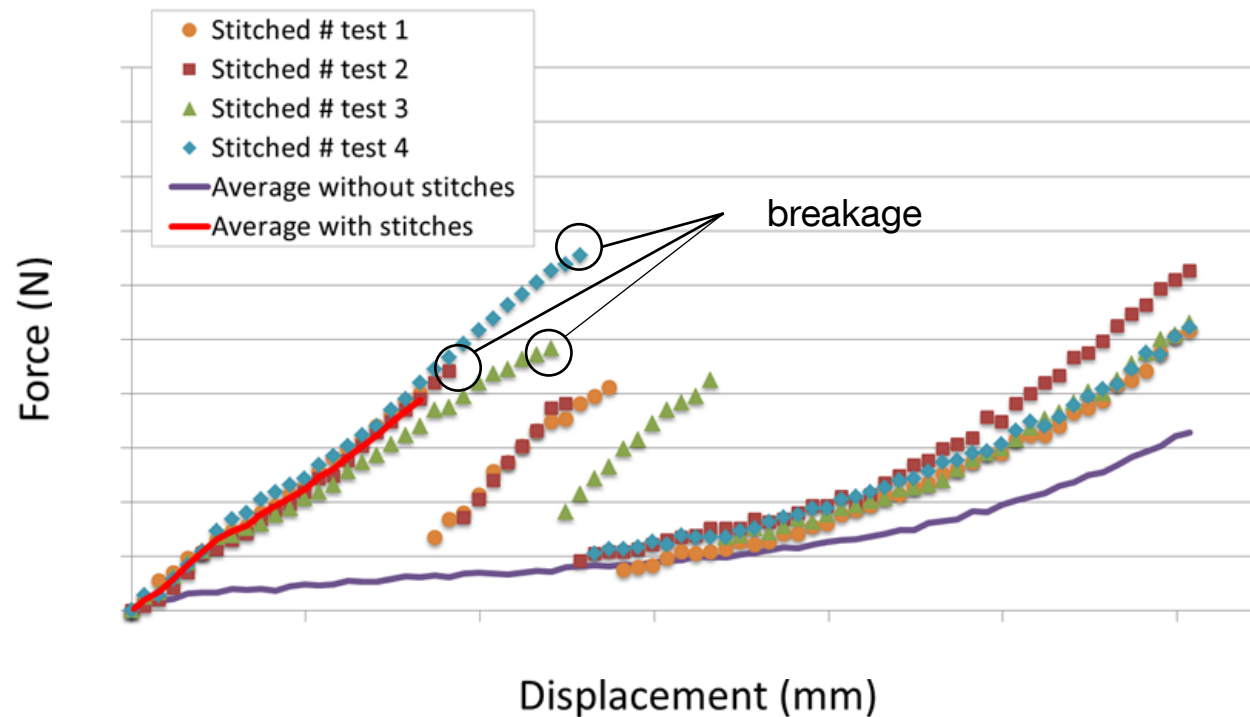 Stitched # test 1
Stitched # test 2
Stitched # test 3
Stitched # test 4
Average without stitches
Average with stitches
breakage
Force (N)
Displacement (mm)